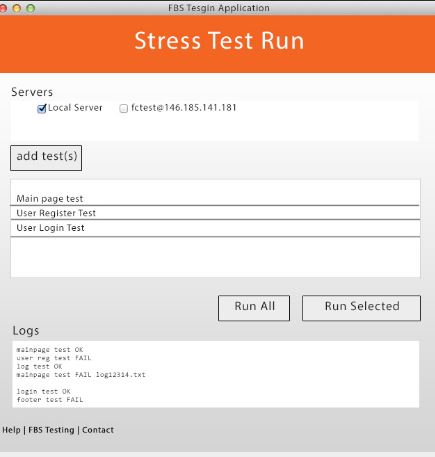 FBS Tesgin Application
Stress Test Run
Servers
Local Server fctest@146.185.141.181
add test(s)
Main page test
User Register Test
User Login Test
Run All Run Selected
Logs
mainpage test OK
user reg test FAIL
log test OK
mainpage test FAIL log12314.txt
login test OK
footer test FAIL
Help | FBS Testing | Contact